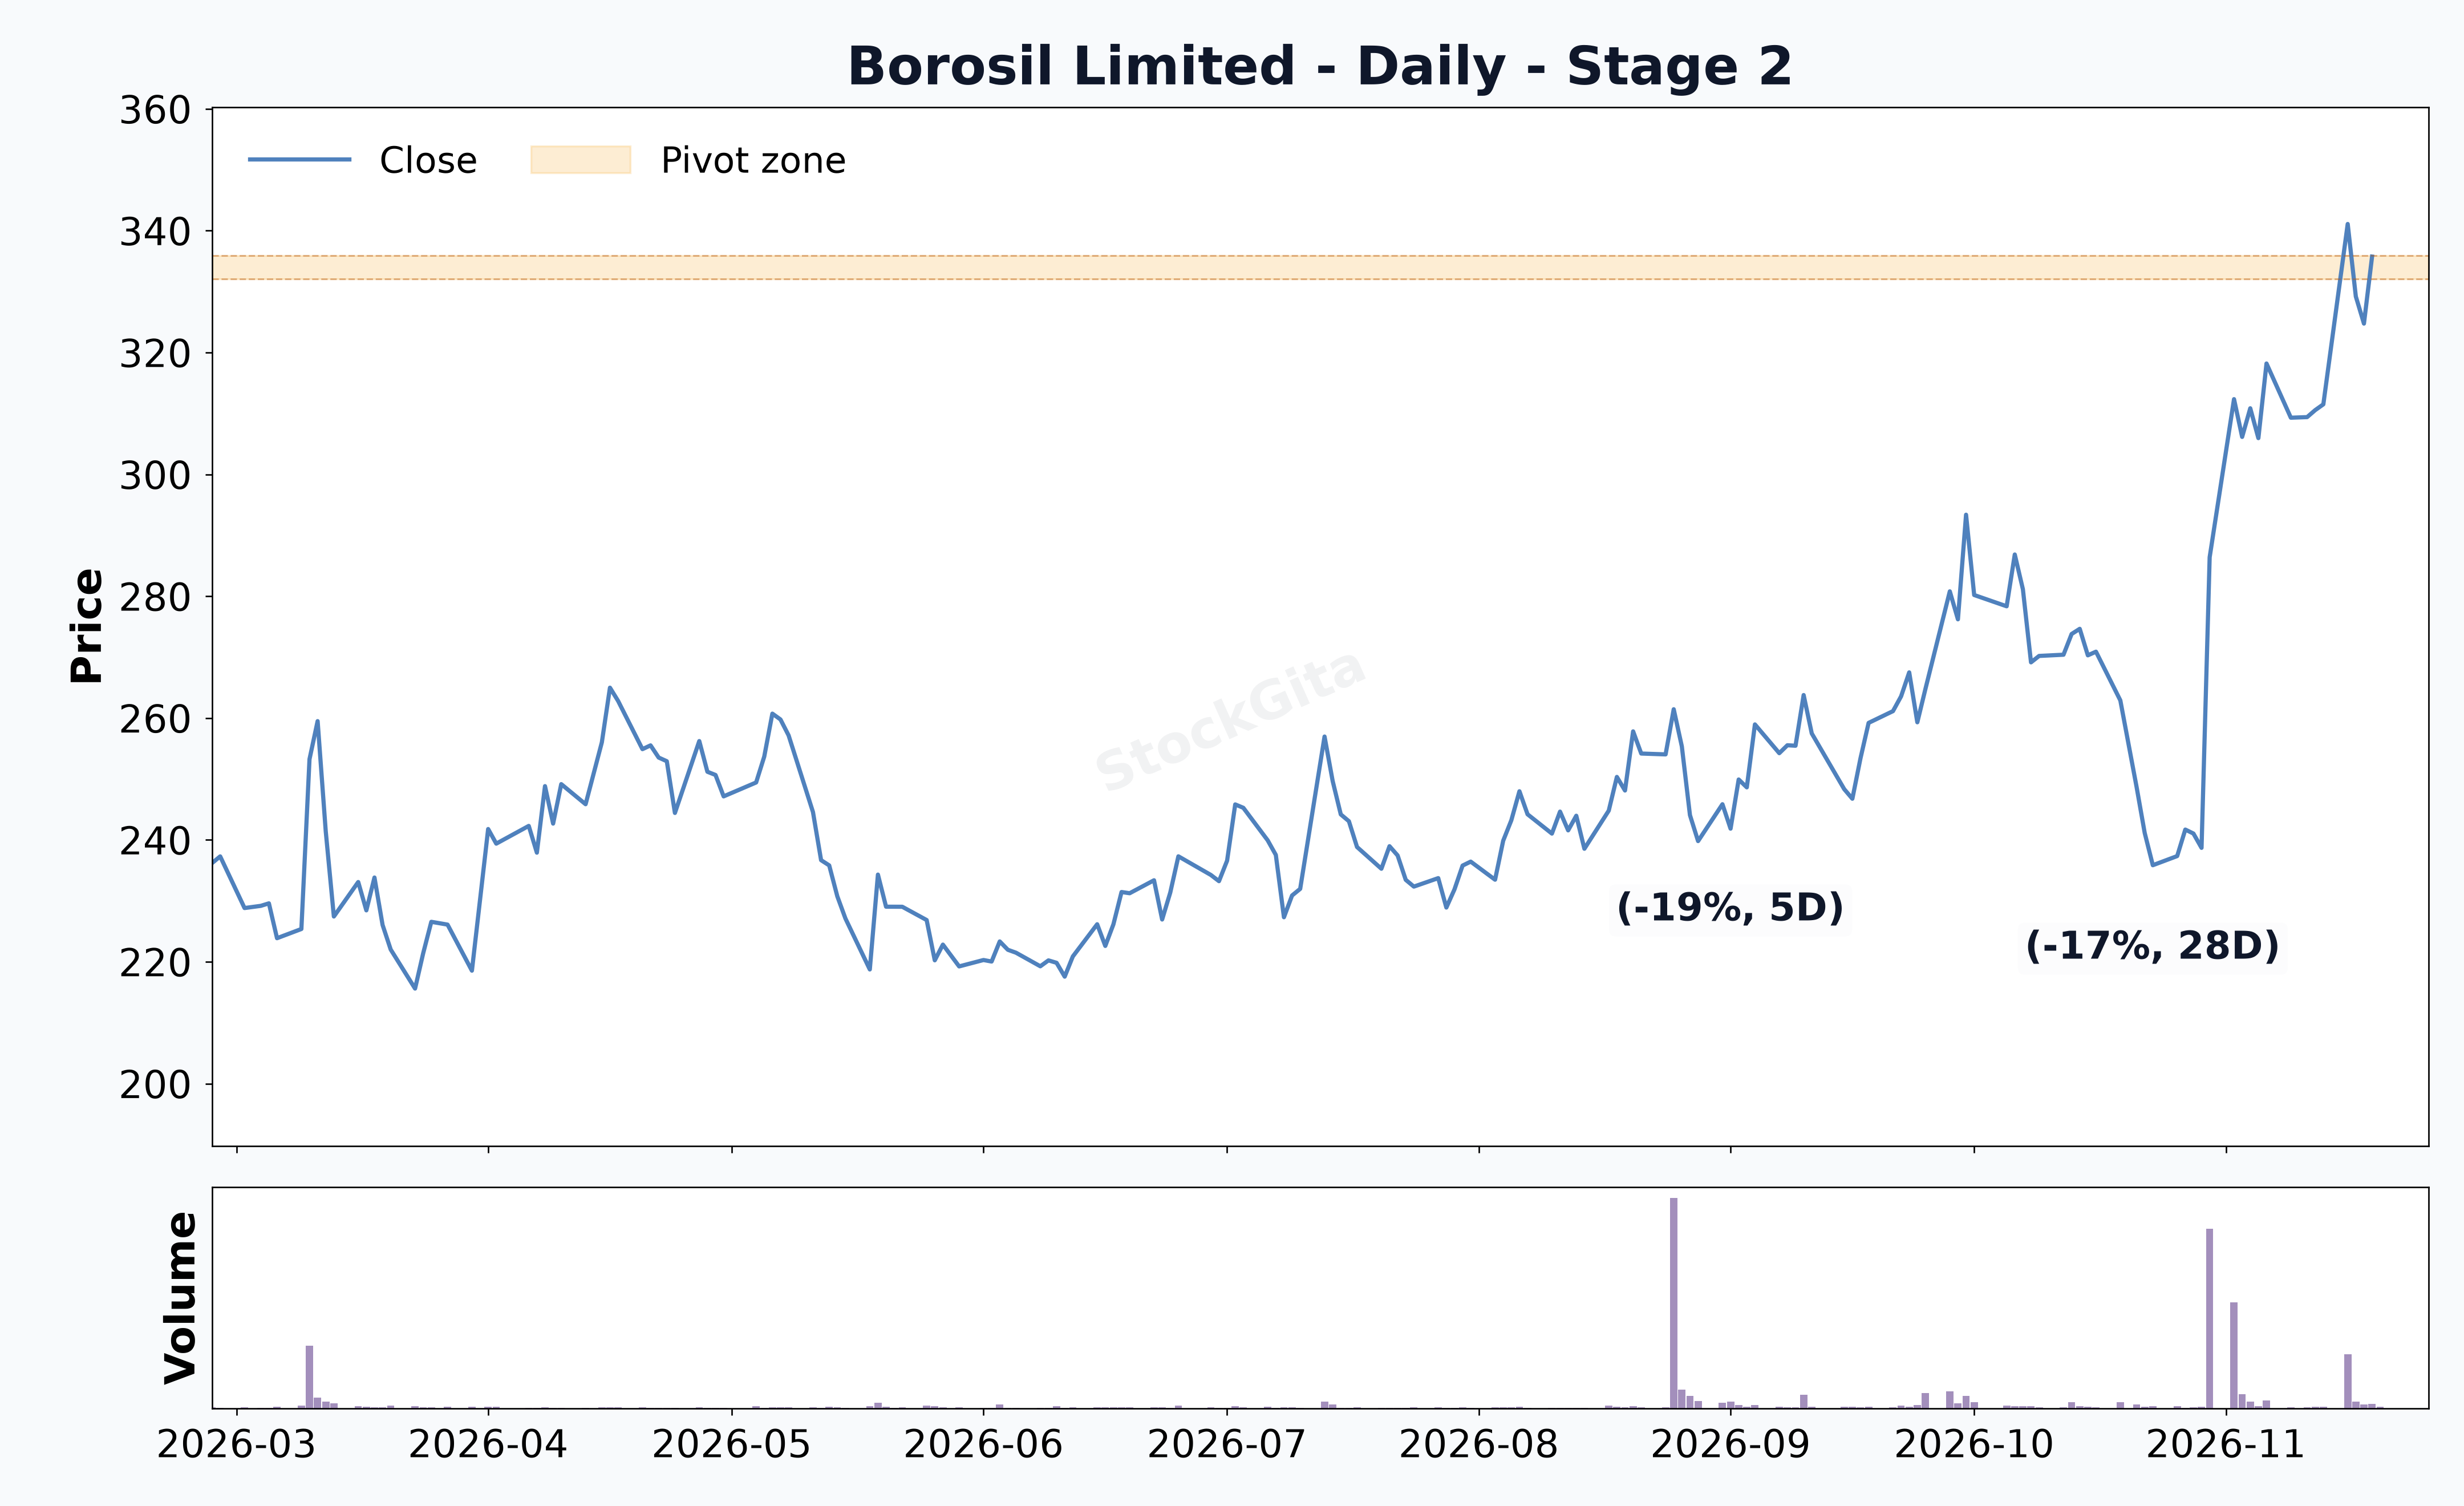 Borosil Limited - Daily - Stage 2
Close
Pivot zone
360
340
320
300
280
260
240
220
200
Price
StockGita
(-19%, 5D)
(-17%, 28D)
Volume
2026-03
2026-04
2026-05
2026-06
2026-07
2026-08
2026-09
2026-10
2026-11